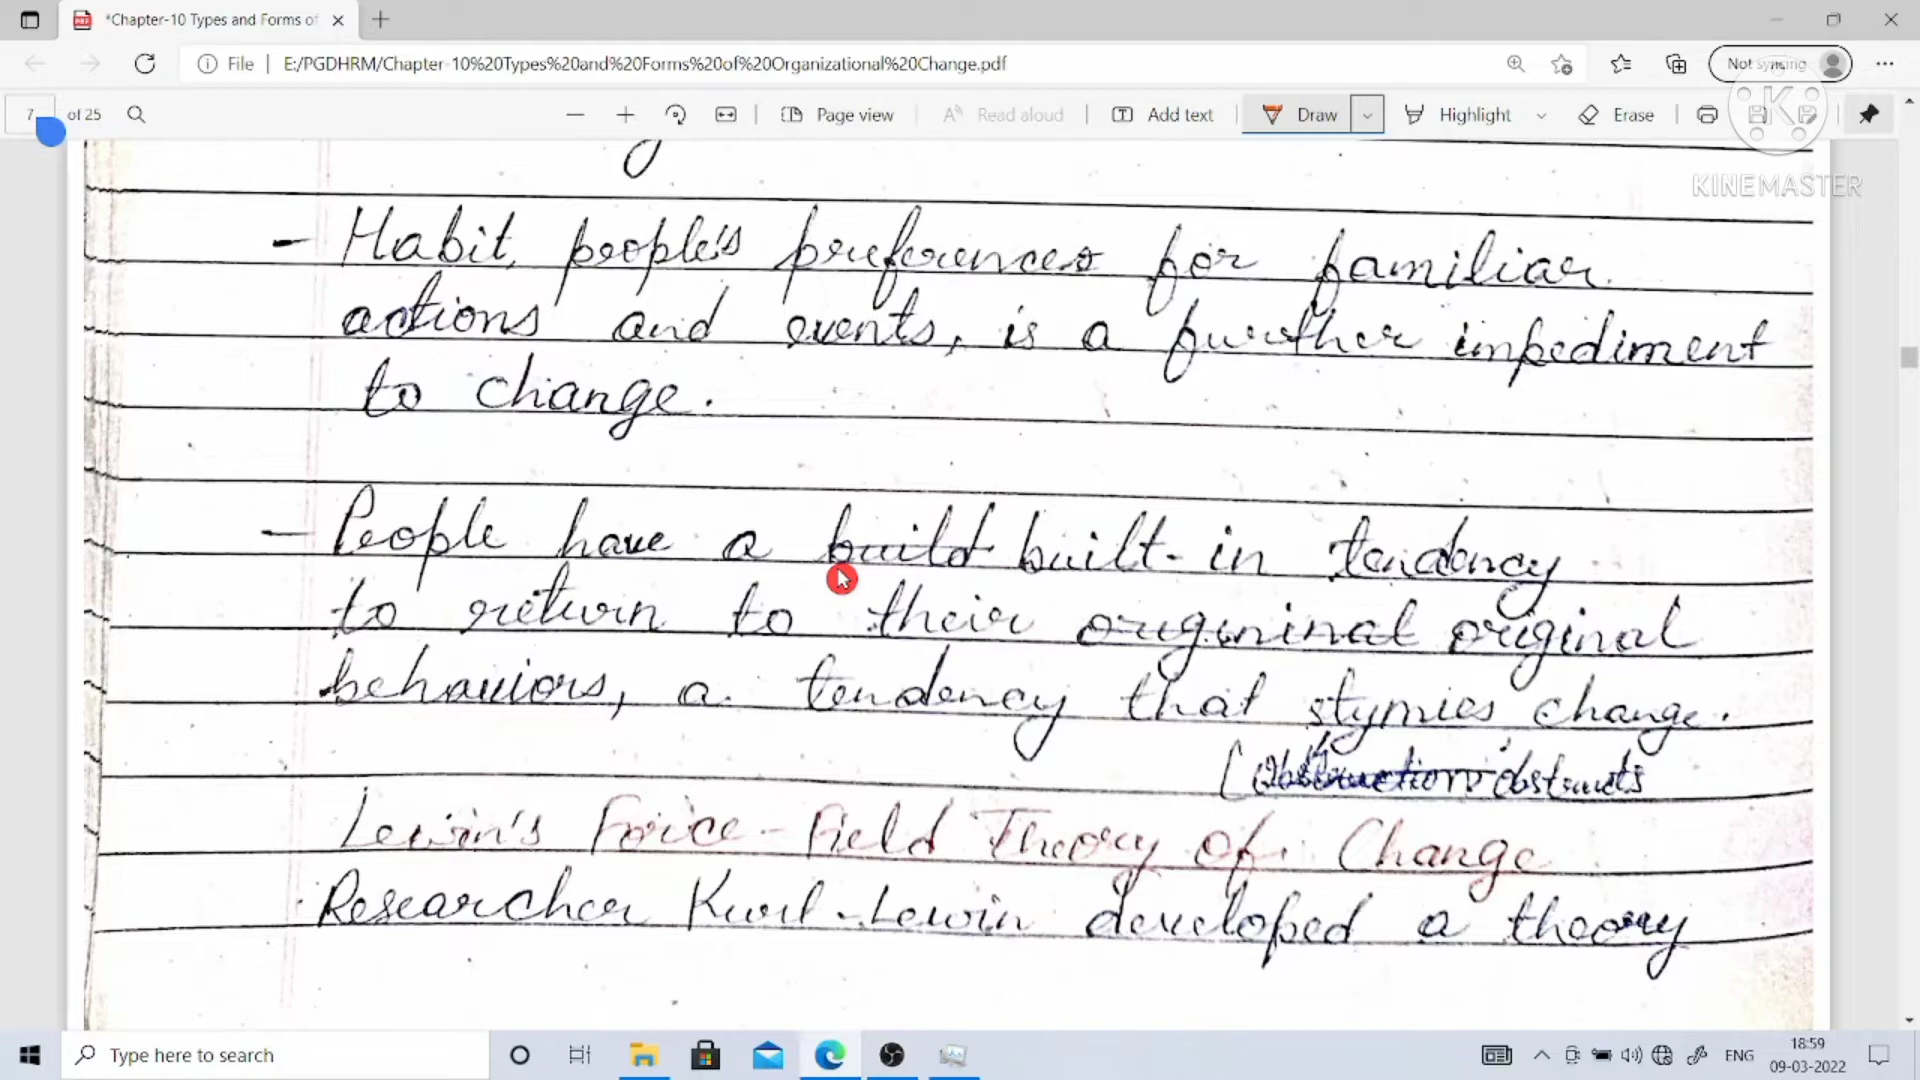 *Chapter-10 Types and Forms of
File E:/PGDHRM/Chapter-10%20Types%20and%20Forms%20of%20Organizational%20Change.pdf Not syncing
7 of 25 Page view Read aloud Add text Draw Highlight Erase
KINEMASTER
- Habit, people's preferences for familiar
actions and events, is a further impediment
to change.
- People have a build built-in tendency
to return to their origininal original
behaviors, a tendency that stymies change.
[obstruction obstructs
Lewin's Force-Field Theory Of Change
Researcher Kurl-Lewin developed a theory
Type here to search ENG 18:59
09-03-2022